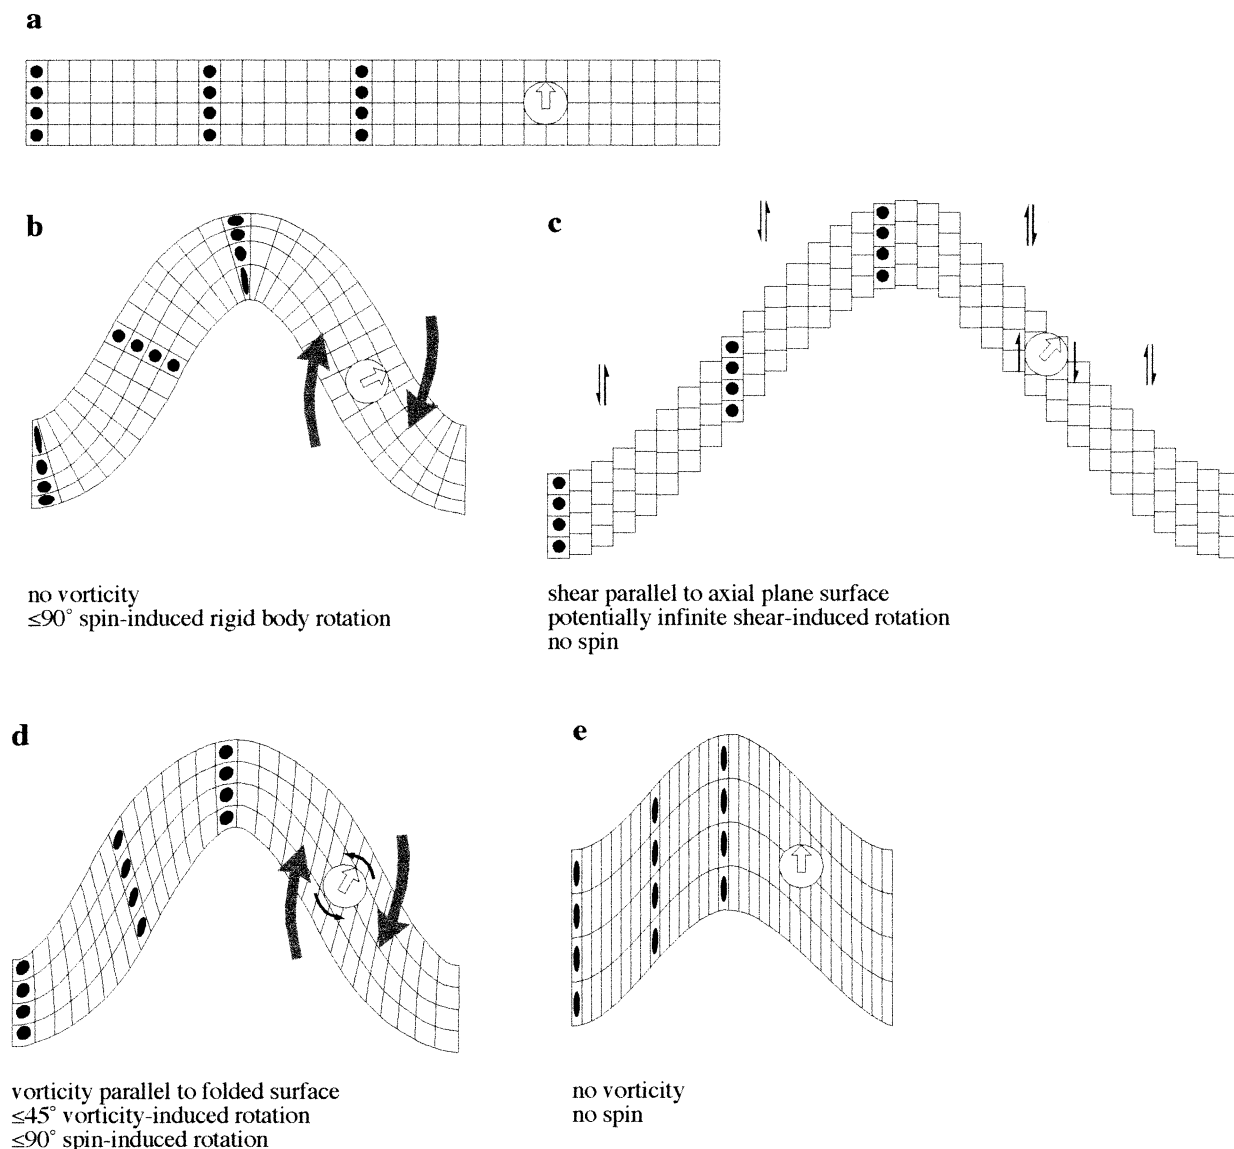 a
b
c
no vorticity
≤90° spin-induced rigid body rotation
shear parallel to axial plane surface
potentially infinite shear-induced rotation
no spin
d
e
vorticity parallel to folded surface
≤45° vorticity-induced rotation
≤90° spin-induced rotation
no vorticity
no spin